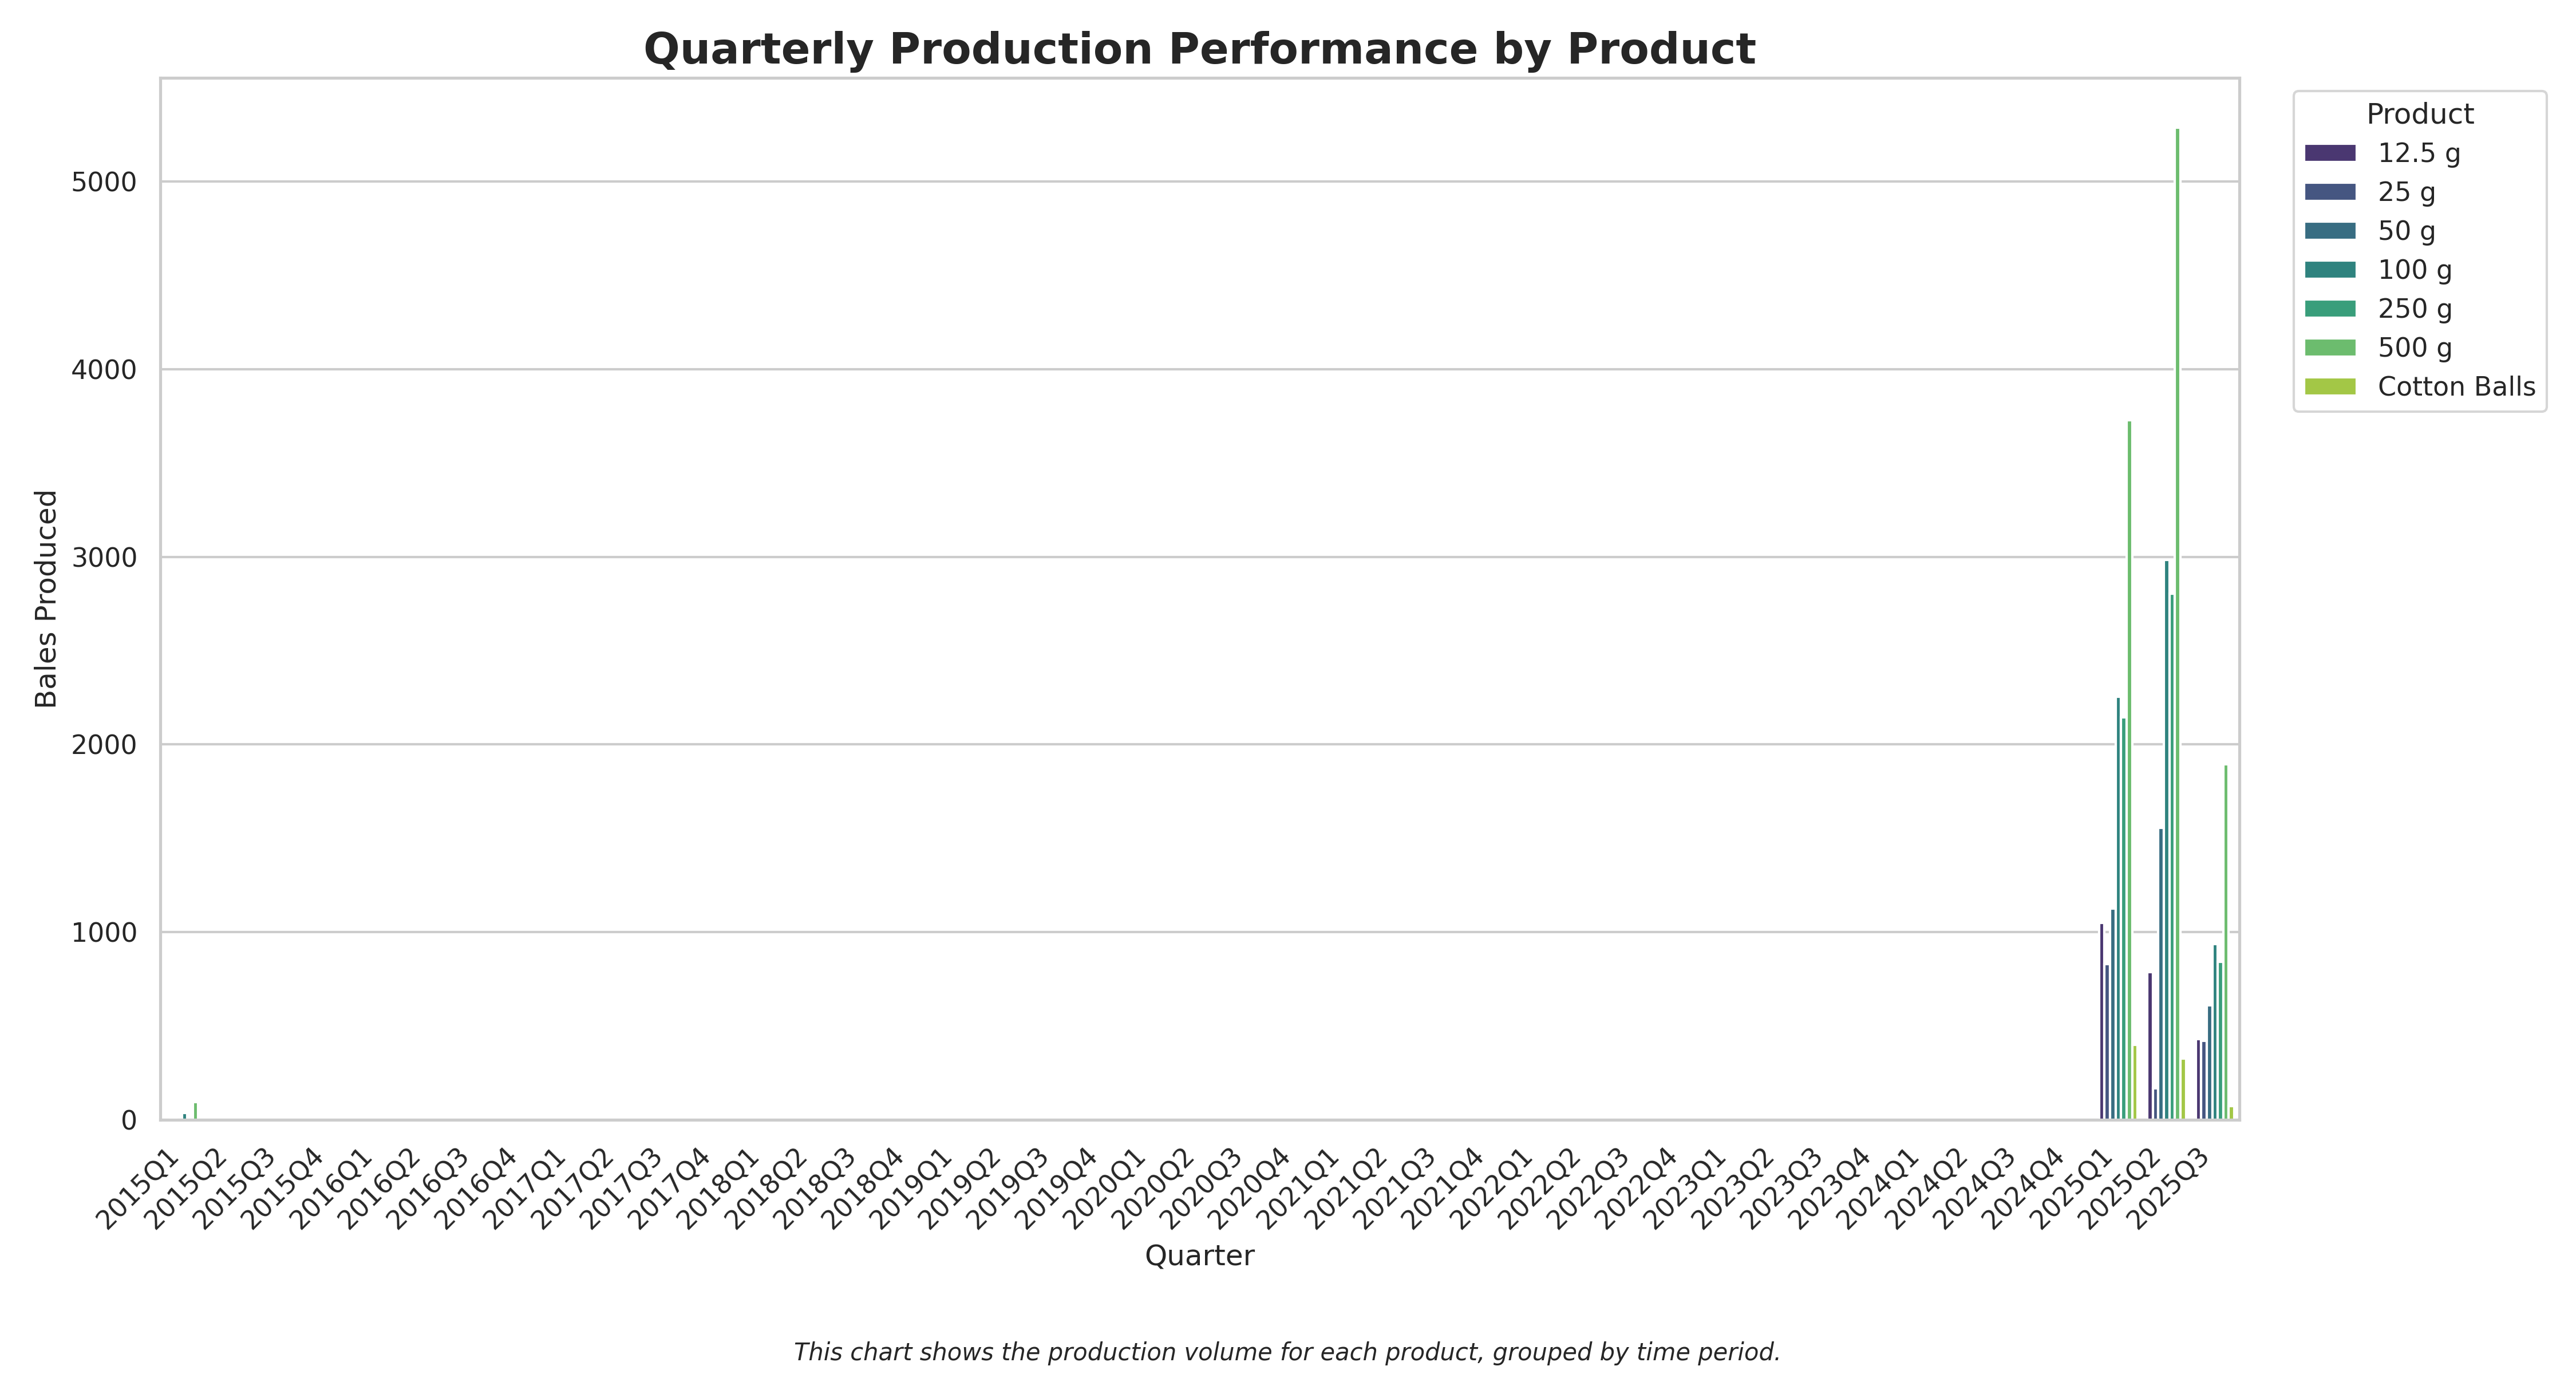 Quarterly Production Performance by Product
Product
12.5 g
25 g
50 g
100 g
250 g
500 g
Cotton Balls
Bales Produced
5000
4000
3000
2000
1000
0
2015Q1
2015Q2
2015Q3
2015Q4
2016Q1
2016Q2
2016Q3
2016Q4
2017Q1
2017Q2
2017Q3
2017Q4
2018Q1
2018Q2
2018Q3
2018Q4
2019Q1
2019Q2
2019Q3
2019Q4
2020Q1
2020Q2
2020Q3
2020Q4
2021Q1
2021Q2
2021Q3
2021Q4
2022Q1
2022Q2
2022Q3
2022Q4
2023Q1
2023Q2
2023Q3
2023Q4
2024Q1
2024Q2
2024Q3
2024Q4
2025Q1
2025Q2
2025Q3
Quarter
This chart shows the production volume for each product, grouped by time period.